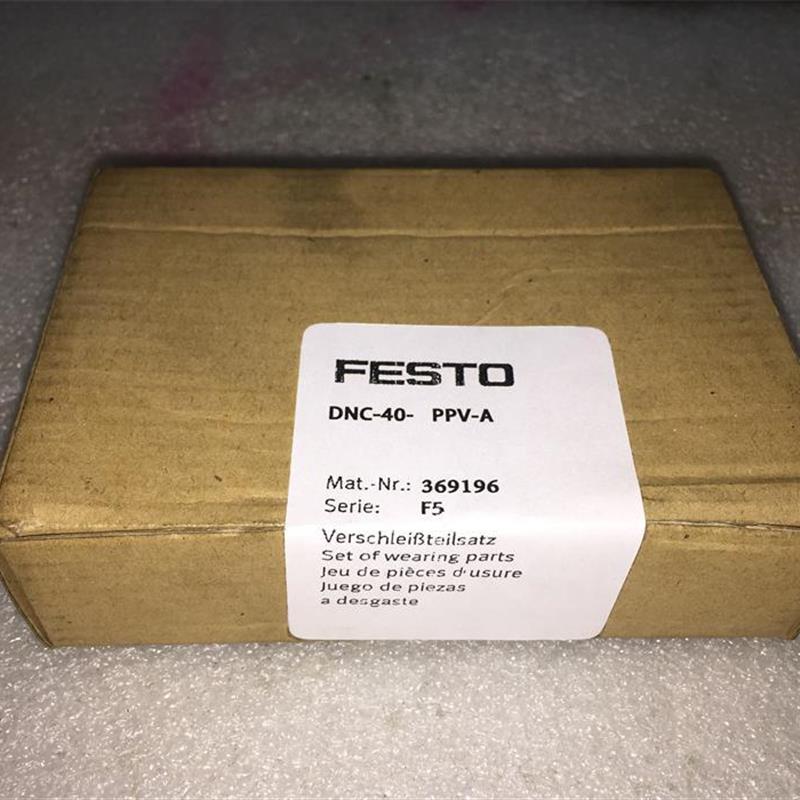 FESTO
DNC-40- PPV-A
Mat.-Nr.: 369196
Serie: F5
Verschleißteilsatz
Set of wearing parts
Jeu de pièces d'usure
Juego de piezas
a desgaste